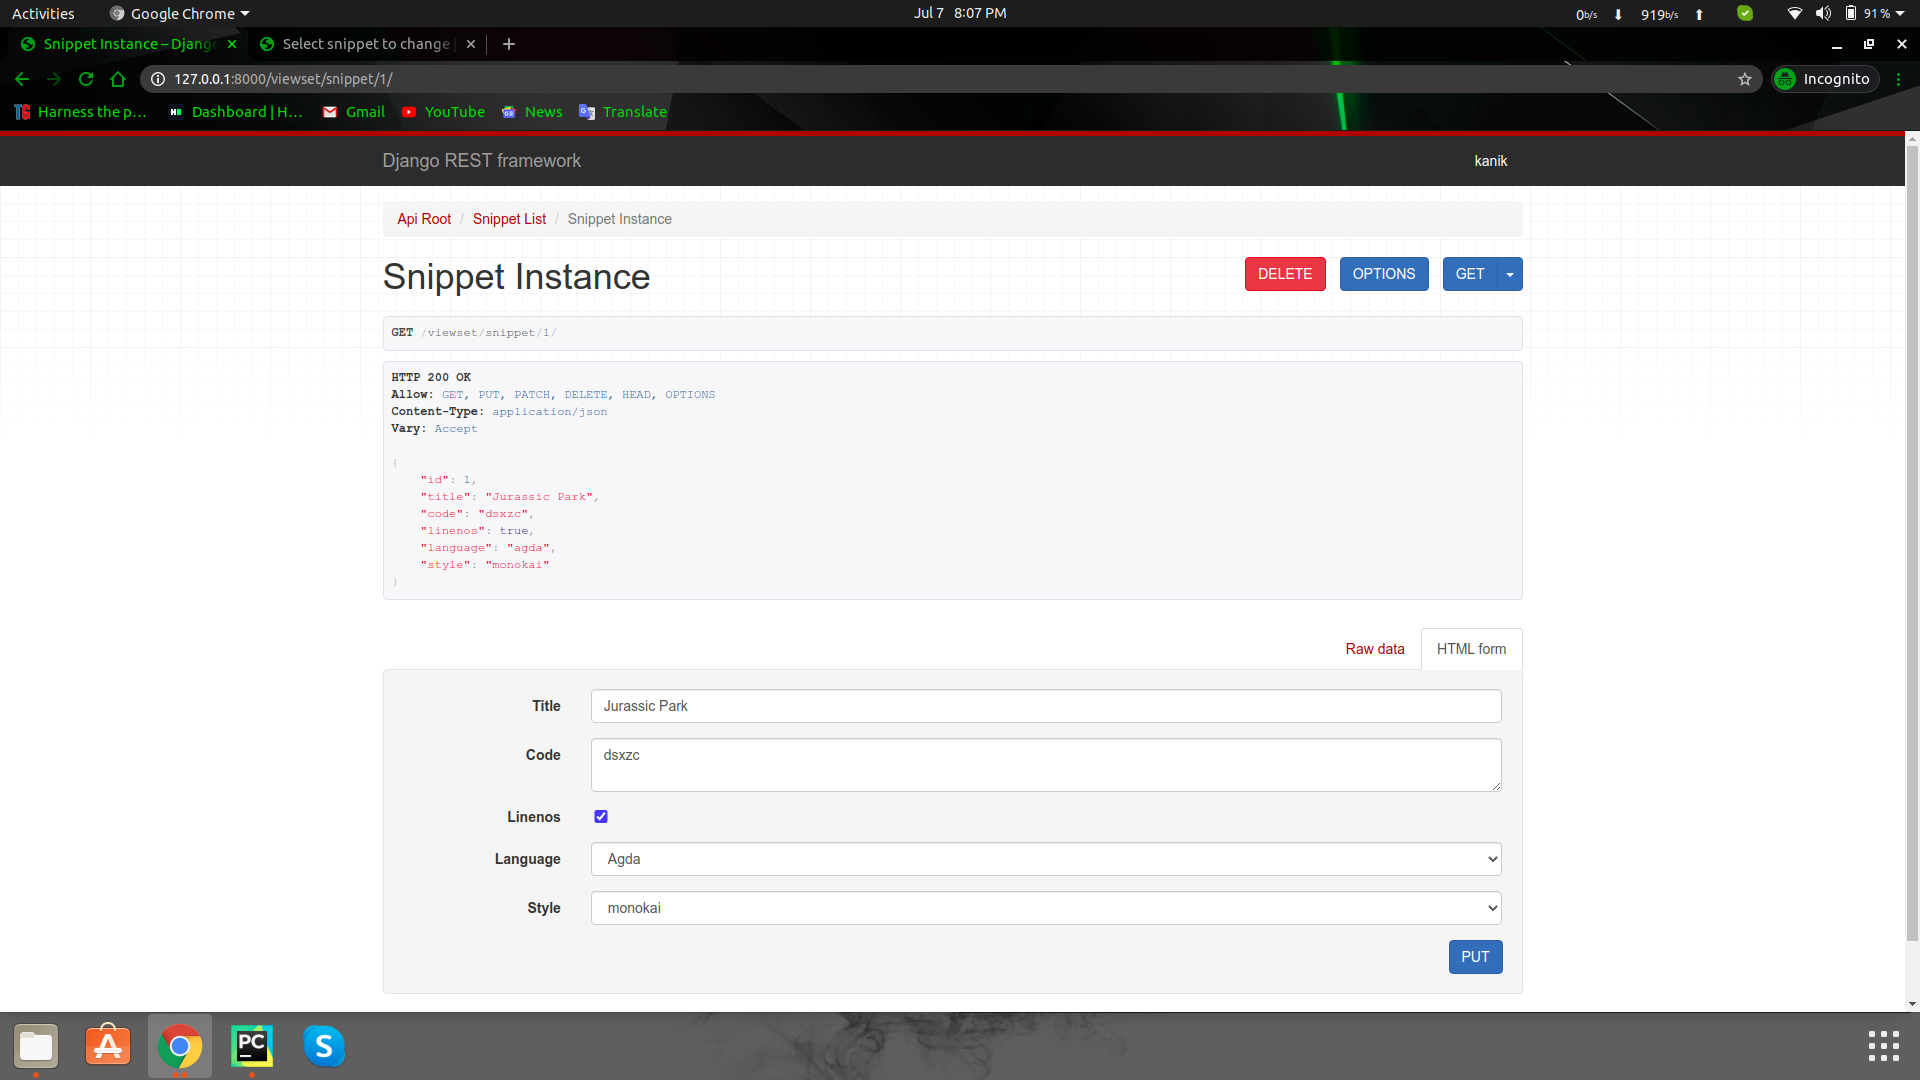 Activities Google Chrome Jul 7 8:07 PM 0b/s 919b/s 91 %
Snippet Instance – Django Select snippet to change
127.0.0.1:8000/viewset/snippet/1/ Incognito
Harness the p... Dashboard | H... Gmail YouTube News Translate
Django REST framework kanik
Api Root / Snippet List / Snippet Instance
Snippet Instance DELETE OPTIONS GET
GET /viewset/snippet/1/
HTTP 200 OK
Allow: GET, PUT, PATCH, DELETE, HEAD, OPTIONS
Content-Type: application/json
Vary: Accept
{
"id": 1,
"title": "Jurassic Park",
"code": "dsxzc",
"linenos": true,
"language": "agda",
"style": "monokai"
}
Raw data HTML form
Title Jurassic Park
Code dsxzc
Linenos
Language Agda
Style monokai
PUT
PC
S